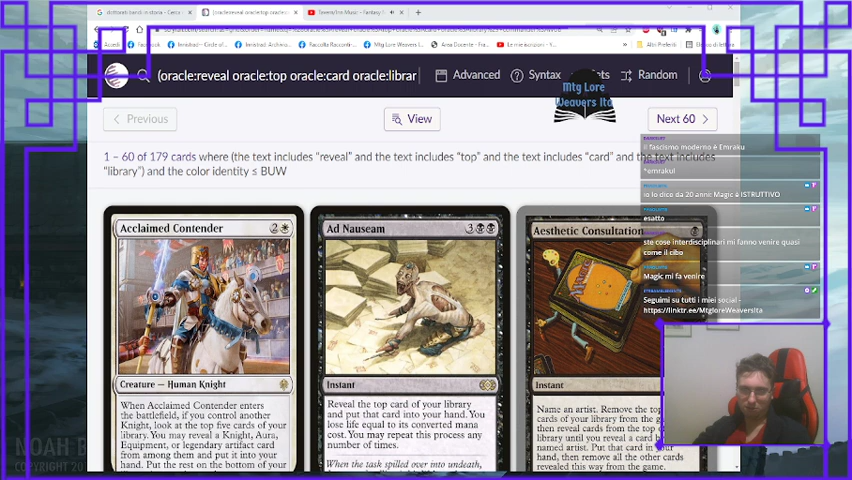 (oracle:reveal oracle:top oracle:card oracle:librar
Advanced
Syntax
Random
Mtg Lore
Weavers Ita
Previous
View
Next 60
1 – 60 of 179 cards where (the text includes “reveal” and the text includes “top” and the text includes “card” and the text includes
“library”) and the color identity ≤ BUW
il fascismo moderno è Emraku
*emrakul
io lo dico da 20 anni: Magic è ISTRUTTIVO
esatto
ste cose interdisciplinari mi fanno venire quasi
come il cibo
Magic mi fa venire
Seguimi su tutti i miei social -
https://linktr.ee/MtgloreWeaversIta
Acclaimed Contender 2
Creature — Human Knight
When Acclaimed Contender enters
the battlefield, if you control another
Knight, look at the top five cards of
your library. You may reveal a Knight, Aura,
Equipment, or legendary artifact card
from among them and put it into your
hand. Put the rest on the bottom of
Ad Nauseam 3
Instant
Reveal the top card of your library
and put that card into your hand. You
lose life equal to its converted mana
cost. You may repeat this process any
number of times.
When the task spilled over into undeath,
Aesthetic Consultation
Instant
Name an artist. Remove the top
cards of your library from the
then reveal cards from the top
library until you reveal a card
named artist. Put that card in
then remove all the other cards
revealed this way from the game.
NOAH B
COPYRIGHT 20